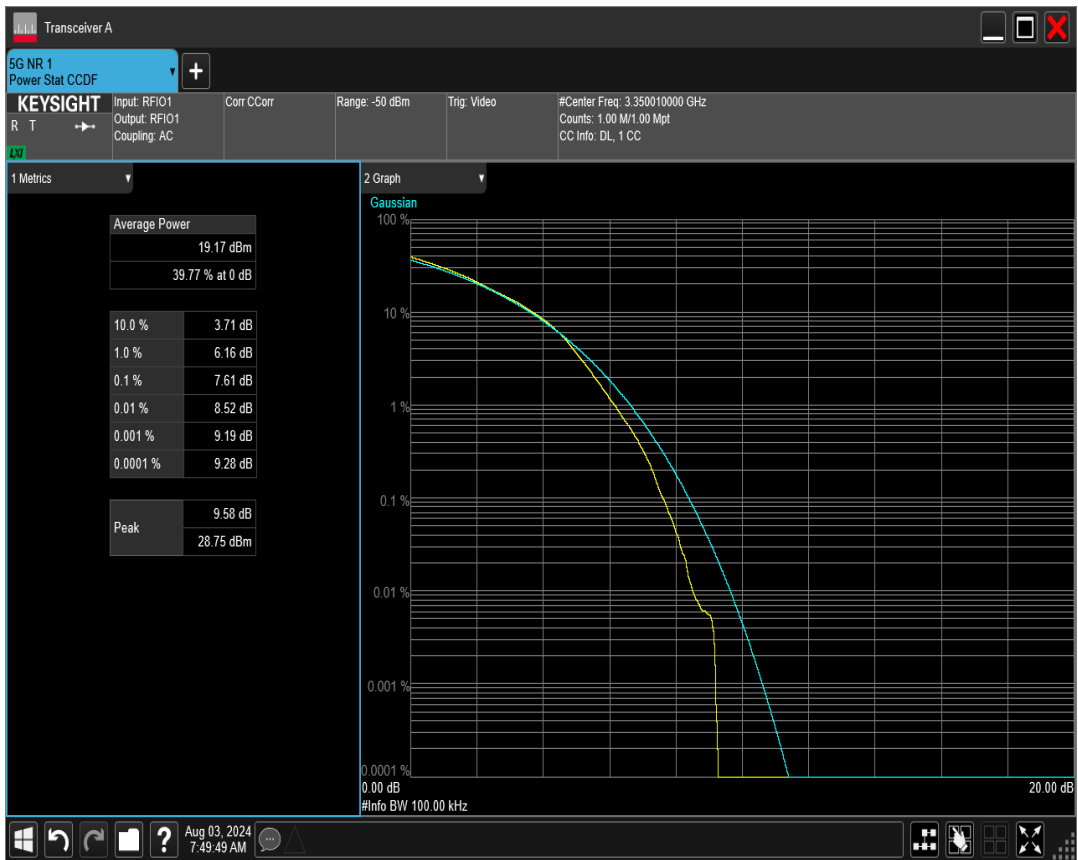 Transceiver A
5G NR 1
Power Stat CCDF
KEYSIGHT
R T
LXI
Input: RFIO1
Output: RFIO1
Coupling: AC
Corr CCorr
Range: -50 dBm
Trig: Video
#Center Freq: 3.350010000 GHz
Counts: 1.00 M/1.00 Mpt
CC Info: DL, 1 CC
1 Metrics
Average Power
19.17 dBm
39.77 % at 0 dB
10.0 % 3.71 dB
1.0 % 6.16 dB
0.1 % 7.61 dB
0.01 % 8.52 dB
0.001 % 9.19 dB
0.0001 % 9.28 dB
Peak
9.58 dB
28.75 dBm
2 Graph
Gaussian
100 %
10 %
1 %
0.1 %
0.01 %
0.001 %
0.0001 %
0.00 dB 20.00 dB
#Info BW 100.00 kHz
? Aug 03, 2024
7:49:49 AM